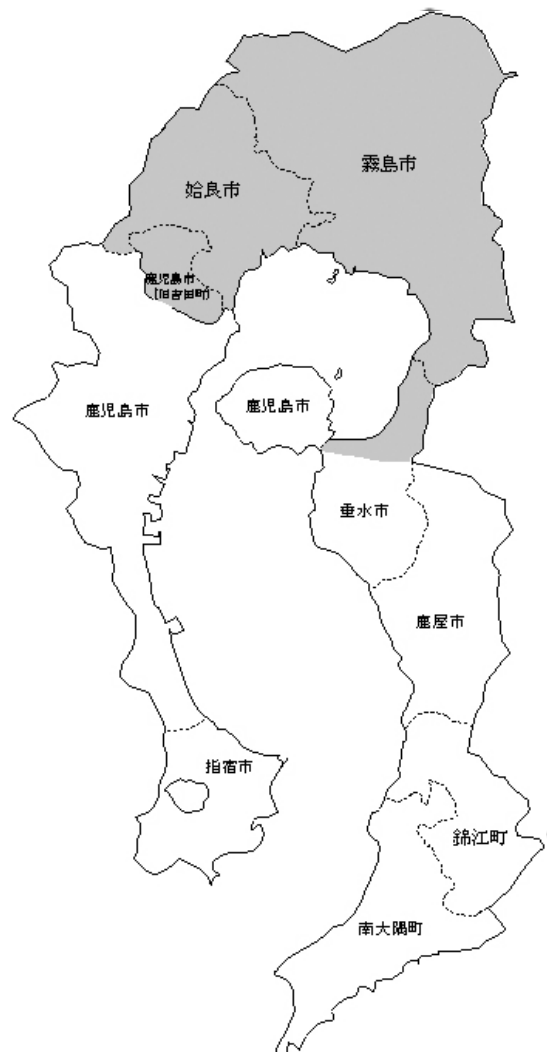 霧島市
姶良市
鹿児島市
(旧吉田町)
鹿児島市
鹿児島市
垂水市
鹿屋市
指宿市
錦江町
南大隅町